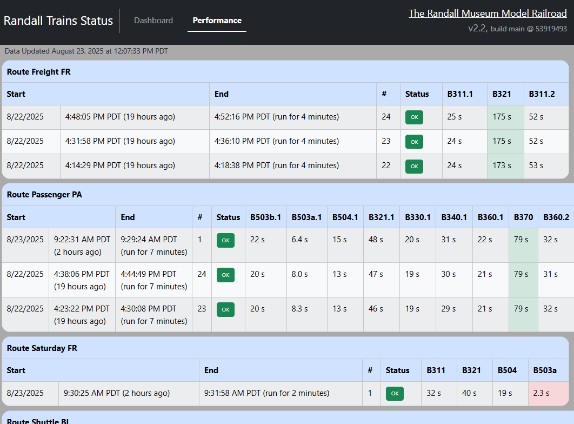 Randall Trains Status Dashboard Performance The Randall Museum Model Railroad
v2.2, build main @ 53919493
Data Updated August 23, 2025 at 12:07:33 PM PDT
Route Freight FR
Start End # Status B311.1 B321 B311.2
8/22/2025 4:48:05 PM PDT (19 hours ago) 4:52:16 PM PDT (run for 4 minutes) 24 OK 25 s 175 s 52 s
8/22/2025 4:31:58 PM PDT (19 hours ago) 4:36:10 PM PDT (run for 4 minutes) 23 OK 24 s 175 s 52 s
8/22/2025 4:14:29 PM PDT (19 hours ago) 4:18:38 PM PDT (run for 4 minutes) 22 OK 24 s 173 s 53 s
Route Passenger PA
Start End # Status B503b.1 B503a.1 B504.1 B321.1 B330.1 B340.1 B360.1 B370 B360.2
8/23/2025 9:22:31 AM PDT 9:29:24 AM PDT 1 OK 22 s 6.4 s 15 s 48 s 20 s 31 s 22 s 79 s 32 s
(2 hours ago) (run for 7 minutes)
8/22/2025 4:38:06 PM PDT 4:44:49 PM PDT 24 OK 20 s 8.0 s 13 s 47 s 19 s 30 s 21 s 79 s 31 s
(19 hours ago) (run for 7 minutes)
8/22/2025 4:23:22 PM PDT 4:30:08 PM PDT 23 OK 20 s 8.3 s 13 s 46 s 19 s 29 s 21 s 79 s 32 s
(19 hours ago) (run for 7 minutes)
Route Saturday FR
Start End # Status B311 B321 B504 B503a
8/23/2025 9:30:25 AM PDT (2 hours ago) 9:31:58 AM PDT (run for 2 minutes) 1 OK 32 s 40 s 19 s 2.3 s
Route Shuttle BL